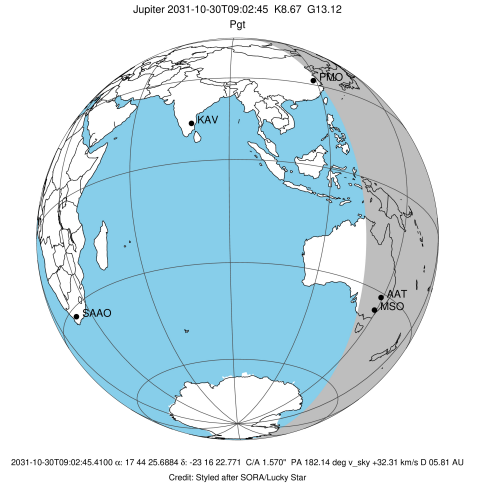 Jupiter 2031-10-30T09:02:45 K8.67 G13.12
Pgt
PMO
KAV
AAT
MSO
SAAO
2031-10-30T09:02:45.4100 α: 17 44 25.6884 δ: -23 16 22.771 C/A 1.570" PA 182.14 deg v_sky +32.31 km/s D 05.81 AU
Credit: Styled after SORA/Lucky Star